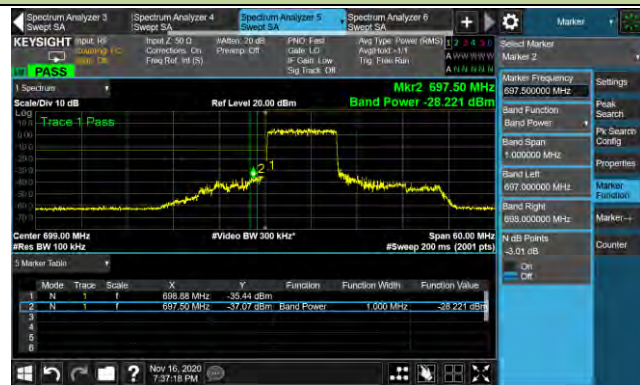 Spectrum Analyzer 3
Swept SA
Spectrum Analyzer 4
Swept SA
Spectrum Analyzer 5
Swept SA
Spectrum Analyzer 6
Swept SA
+
Marker
KEYSIGHT
Input: RF
Input Z: 50 Ω
Corrections: On
Freq Ref: Int (S)
#Atten: 20 dB
Preamp: Off
PNO: Fast
Gate: LO
IF Gain: Low
Sig Track: Off
Avg Type: Power (RMS)
Avg|Hold: >1/1
Trig: Free Run
1 2 3 4 5 6
A W W W W W
A N N N N N
PASS
1 Spectrum
Scale/Div 10 dB
Ref Level 20.00 dBm
Mkr2 697.50 MHz
Band Power -28.221 dBm
Log
Trace 1 Pass
2
1
Center 699.00 MHz
#Res BW 100 kHz
#Video BW 300 kHz*
Span 60.00 MHz
#Sweep 200 ms (2001 pts)
5 Marker Table
Mode Trace Scale X Y Function Function Width Function Value
1 N 1 f 698.88 MHz -35.44 dBm
2 N 1 f 697.50 MHz -37.07 dBm Band Power 1.000 MHz -28.221 dBm
3
4
5
6
Select Marker
Marker 2
Marker Frequency
697.500000 MHz
Band Function
Band Power
Band Span
1.000000 MHz
Band Left
697.000000 MHz
Band Right
698.000000 MHz
N dB Points
-3.01 dB
On
Off
Settings
Peak
Search
Pk Search
Config
Properties
Marker
Function
Marker→
Counter
?
Nov 16, 2020
7:37:18 PM